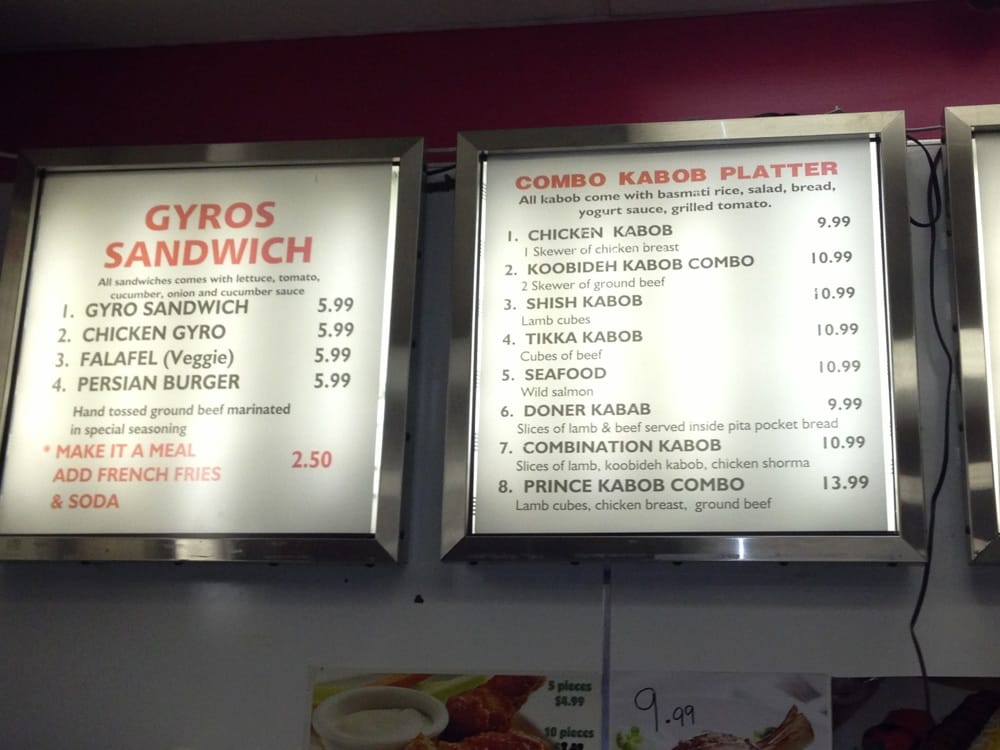 GYROS
SANDWICH
All sandwiches comes with lettuce, tomato,
cucumber, onion and cucumber sauce
1. GYRO SANDWICH 5.99
2. CHICKEN GYRO 5.99
3. FALAFEL (Veggie) 5.99
4. PERSIAN BURGER 5.99
Hand tossed ground beef marinated
in special seasoning
* MAKE IT A MEAL
ADD FRENCH FRIES 2.50
& SODA
COMBO KABOB PLATTER
All kabob come with basmati rice, salad, bread,
yogurt sauce, grilled tomato.
1. CHICKEN KABOB 9.99
1 Skewer of chicken breast
2. KOOBIDEH KABOB COMBO 10.99
2 Skewer of ground beef
3. SHISH KABOB 10.99
Lamb cubes
4. TIKKA KABOB 10.99
Cubes of beef
5. SEAFOOD 10.99
Wild salmon
6. DONER KABAB 9.99
Slices of lamb & beef served inside pita pocket bread
7. COMBINATION KABOB 10.99
Slices of lamb, koobideh kabob, chicken shorma
8. PRINCE KABOB COMBO 13.99
Lamb cubes, chicken breast, ground beef
5 pieces
$4.99
10 pieces
9.99